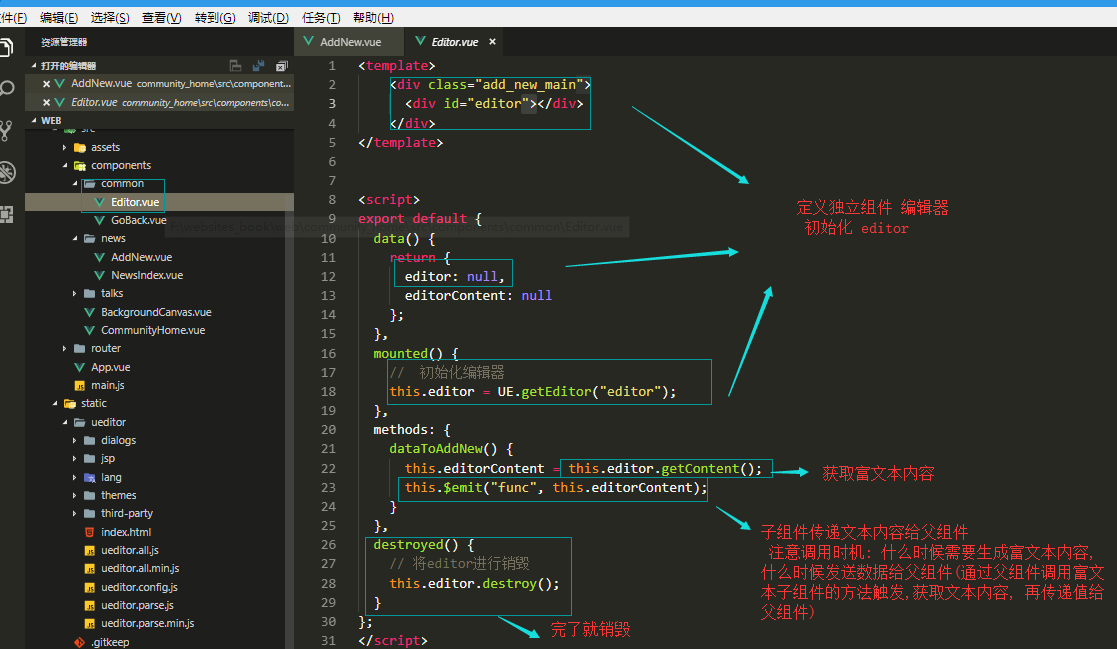 件(F) 编辑(E) 选择(S) 查看(V) 转到(G) 调试(D) 任务(T) 帮助(H)
资源管理器
打开的编辑器
AddNew.vue community_home\src\component...
Editor.vue community_home\src\components\co...
WEB
src
assets
components
common
Editor.vue
GoBack.vue
news
AddNew.vue
NewsIndex.vue
talks
BackgroundCanvas.vue
CommunityHome.vue
router
App.vue
main.js
static
ueditor
dialogs
jsp
lang
themes
third-party
index.html
ueditor.all.js
ueditor.all.min.js
ueditor.config.js
ueditor.parse.js
ueditor.parse.min.js
.gitkeep
AddNew.vue Editor.vue
1 <template>
2 <div class="add_new_main">
3 <div id="editor"></div>
4 </div>
5 </template>
6
7
8 <script>
9 export default {
10 data() {
11 return {
12 editor: null,
13 editorContent: null
14 };
15 },
16 mounted() {
17 // 初始化编辑器
18 this.editor = UE.getEditor("editor");
19 },
20 methods: {
21 dataToAddNew() {
22 this.editorContent = this.editor.getContent();
23 this.$emit("func", this.editorContent);
24 }
25 },
26 destroyed() {
27 // 将editor进行销毁
28 this.editor.destroy();
29 }
30 };
31 </script>
定义独立组件 编辑器
初始化 editor
获取富文本内容
子组件传递文本内容给父组件
注意调用时机: 什么时候需要生成富文本内容,
什么时候发送数据给父组件(通过父组件调用富文
本子组件的方法触发,获取文本内容, 再传递值给
父组件)
完了就销毁